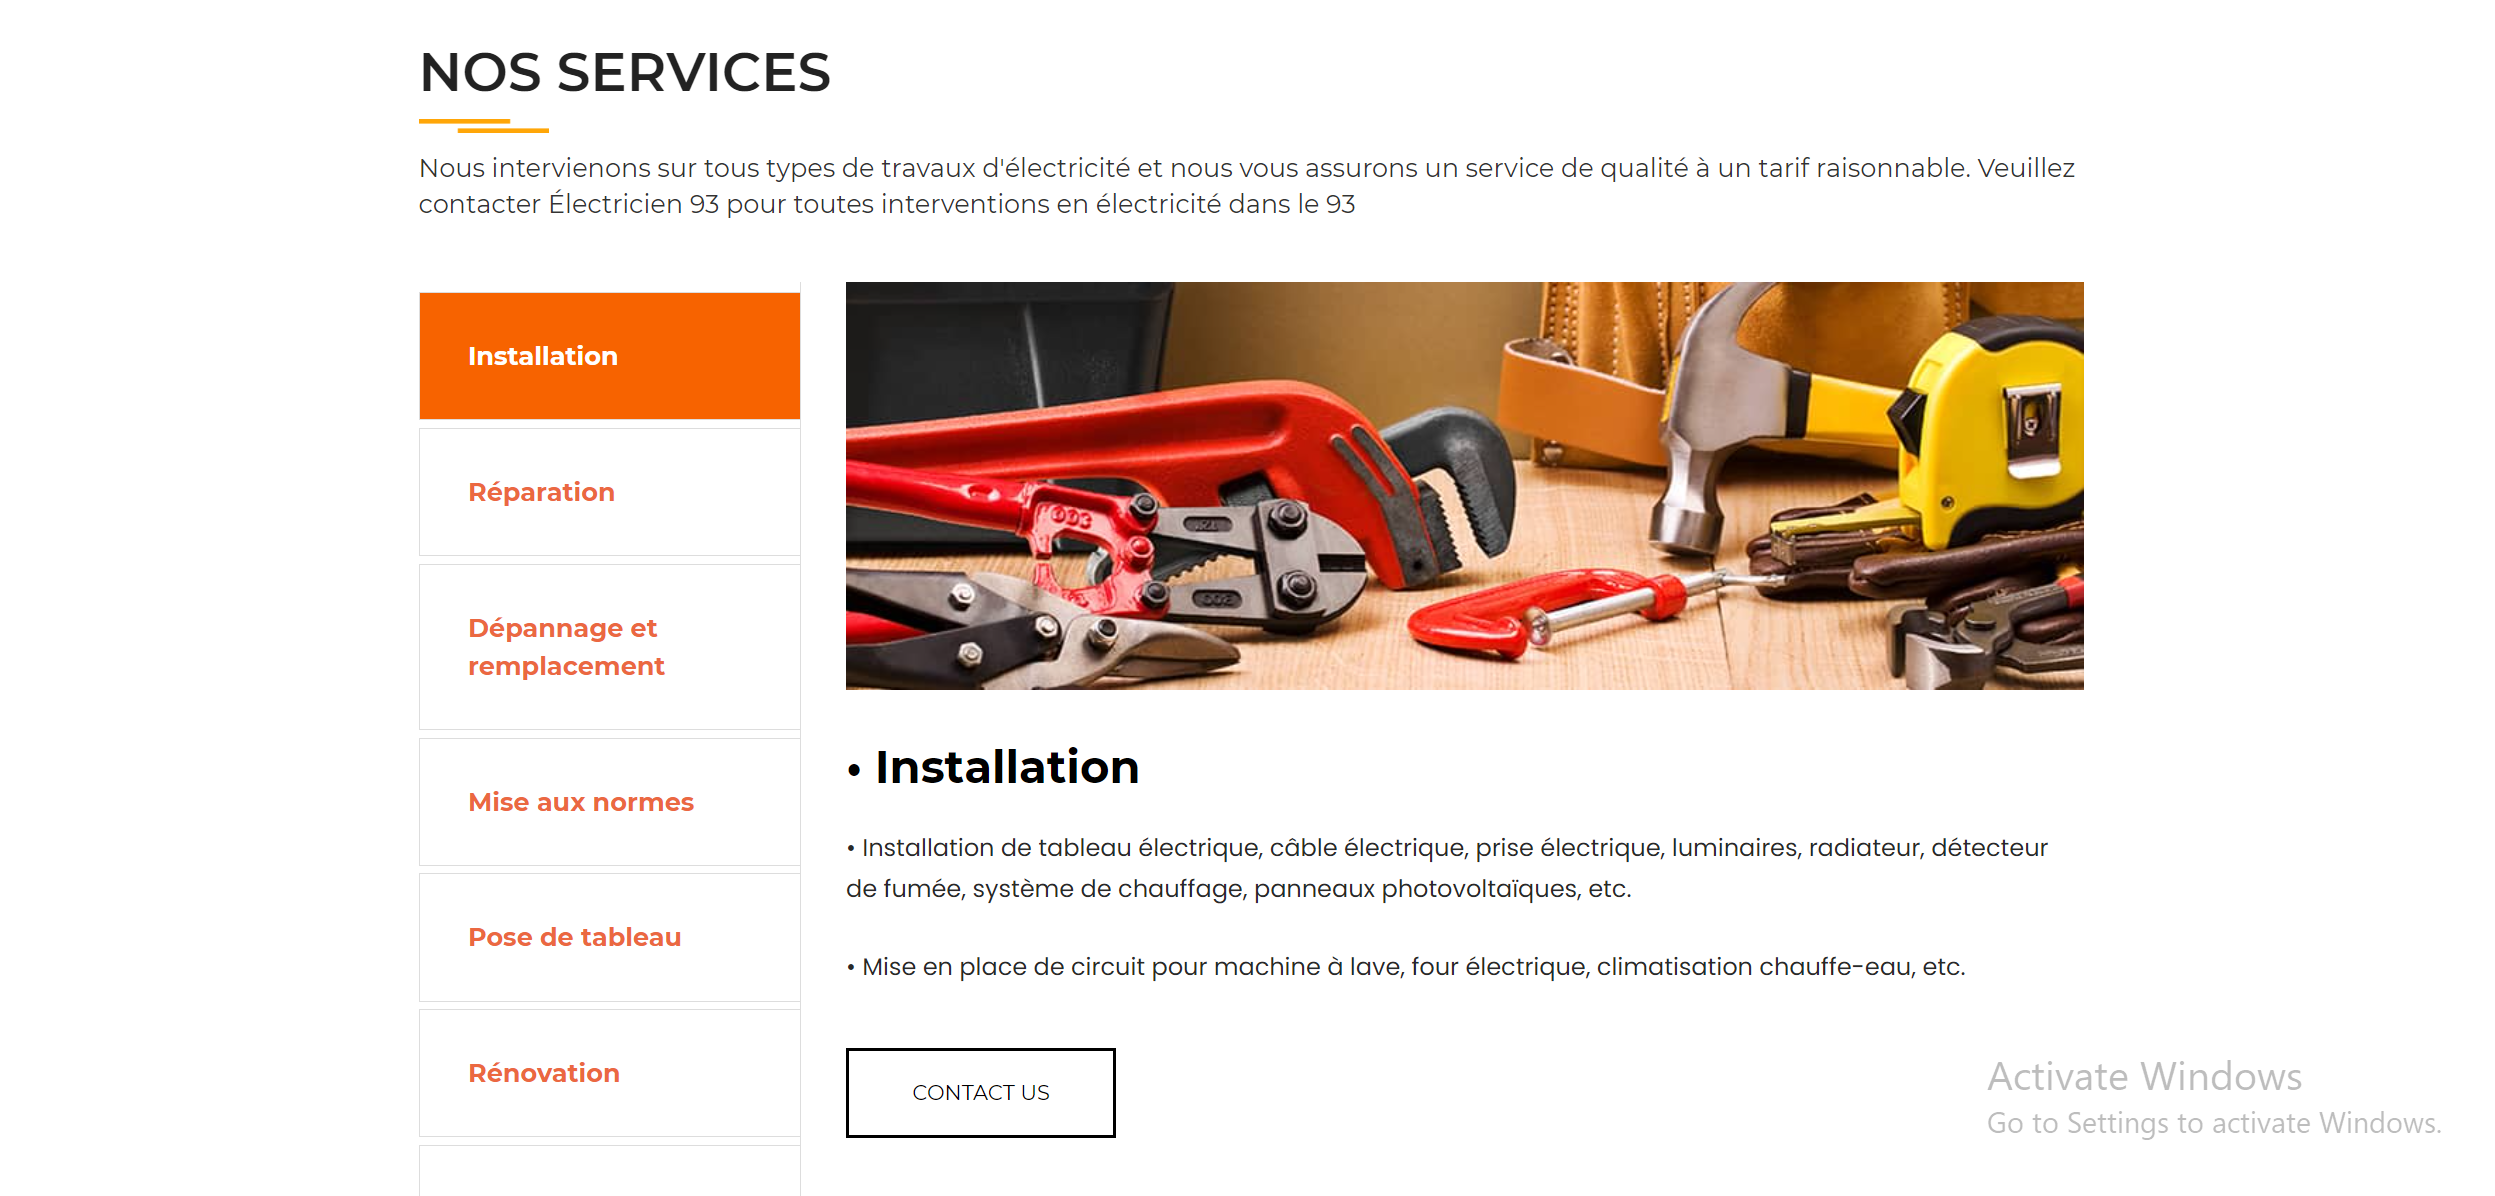 NOS SERVICES
Nous intervienons sur tous types de travaux d'électricité et nous vous assurons un service de qualité à un tarif raisonnable. Veuillez
contacter Électricien 93 pour toutes interventions en électricité dans le 93
Installation
Réparation
Dépannage et
remplacement
Mise aux normes
Pose de tableau
Rénovation
• Installation
• Installation de tableau électrique, câble électrique, prise électrique, luminaires, radiateur, détecteur
de fumée, système de chauffage, panneaux photovoltaïques, etc.
• Mise en place de circuit pour machine à lave, four électrique, climatisation chauffe-eau, etc.
CONTACT US
Activate Windows
Go to Settings to activate Windows.